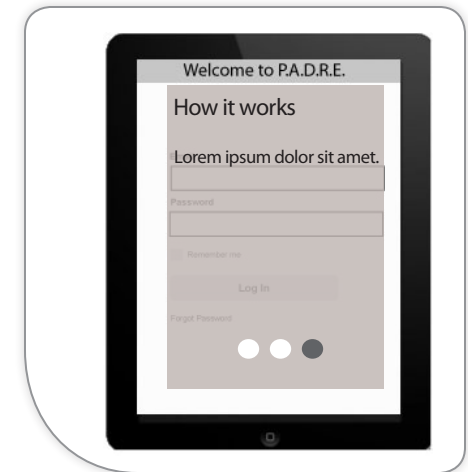 Welcome to P.A.D.R.E.
How it works
Lorem ipsum dolor sit amet.
Password
Remember me
Log In
Forgot Password